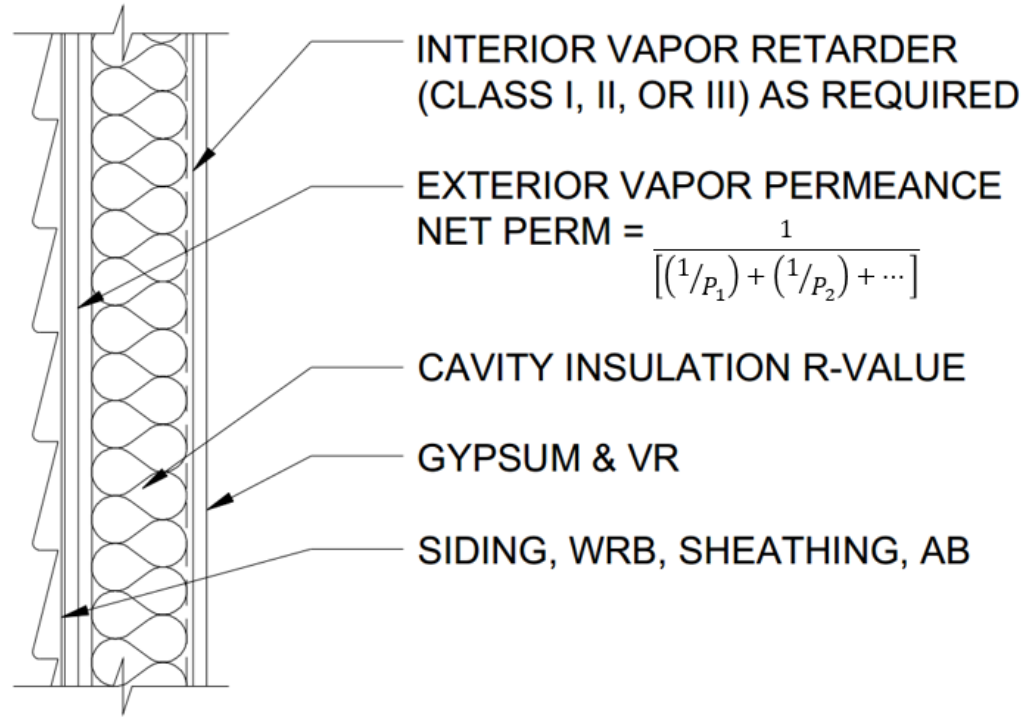 INTERIOR VAPOR RETARDER
(CLASS I, II, OR III) AS REQUIRED
EXTERIOR VAPOR PERMEANCE
NET PERM = 1 / [(1/P₁) + (1/P₂) + ⋯]
CAVITY INSULATION R-VALUE
GYPSUM & VR
SIDING, WRB, SHEATHING, AB